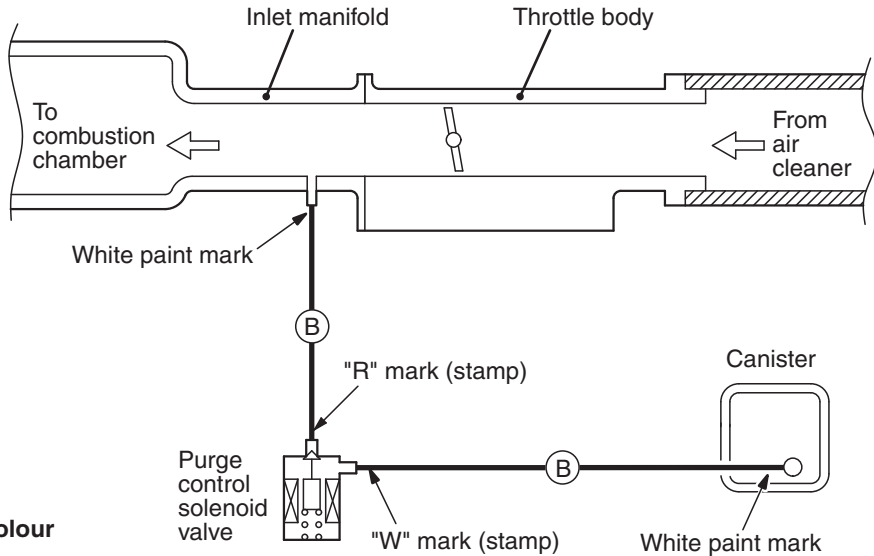 Inlet manifold
Throttle body
To
combustion
chamber
From
air
cleaner
White paint mark
B
"R" mark (stamp)
Canister
Purge
control
solenoid
valve
B
"W" mark (stamp)
White paint mark
olour